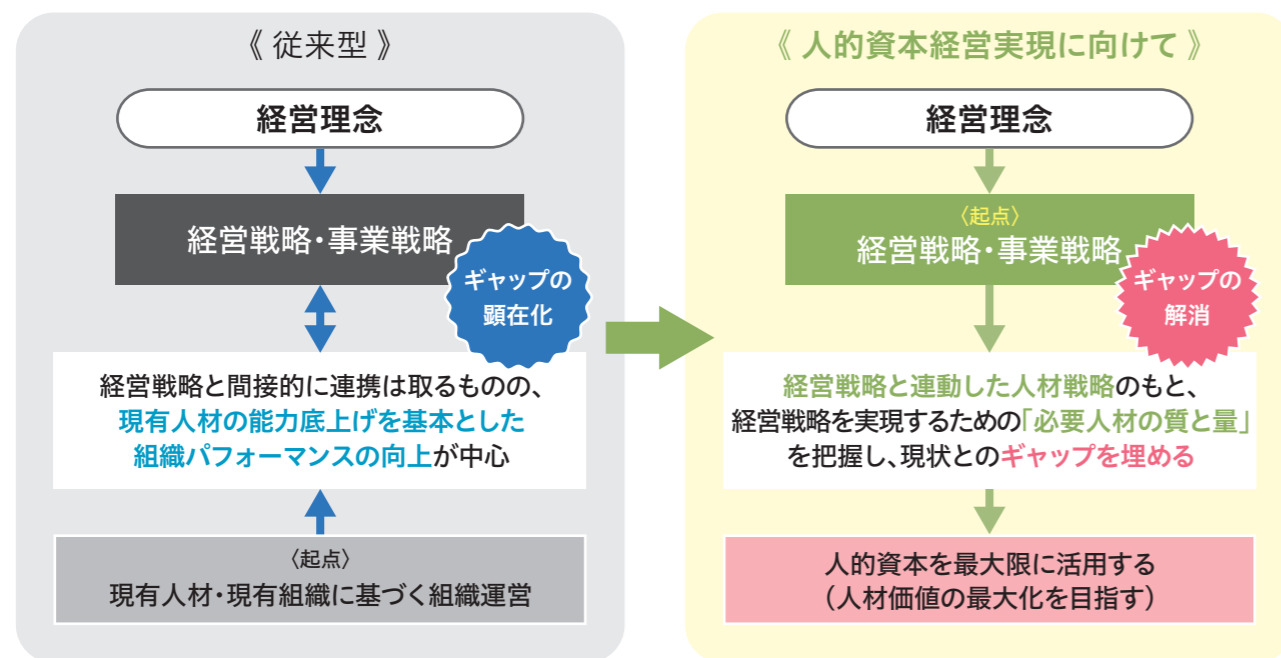 《 従来型 》
経営理念
経営戦略・事業戦略
ギャップの
顕在化
経営戦略と間接的に連携は取るものの、
現有人材の能力底上げを基本とした
組織パフォーマンスの向上が中心
〈起点〉
現有人材・現有組織に基づく組織運営
《 人的資本経営実現に向けて 》
経営理念
〈起点〉
経営戦略・事業戦略
ギャップの
解消
経営戦略と連動した人材戦略のもと、
経営戦略を実現するための「必要人材の質と量」
を把握し、現状とのギャップを埋める
人的資本を最大限に活用する
（人材価値の最大化を目指す）